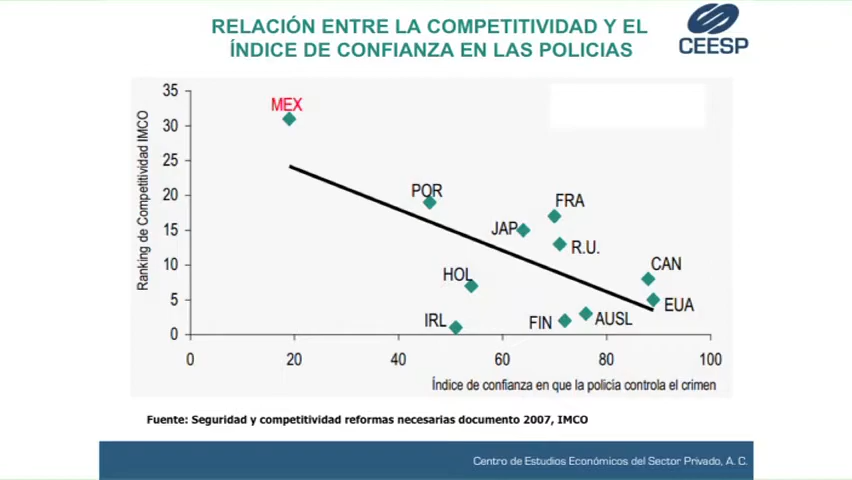 RELACIÓN ENTRE LA COMPETITIVIDAD Y EL
ÍNDICE DE CONFIANZA EN LAS POLICIAS
CEESP
Ranking de Competitividad IMCO
35
30
25
20
15
10
5
0
MEX
POR
FRA
JAP
R.U.
CAN
HOL
EUA
IRL
FIN
AUSL
0 20 40 60 80 100
Índice de confianza en que la policía controla el crimen
Fuente: Seguridad y competitividad reformas necesarias documento 2007, IMCO
Centro de Estudios Económicos del Sector Privado, A. C.